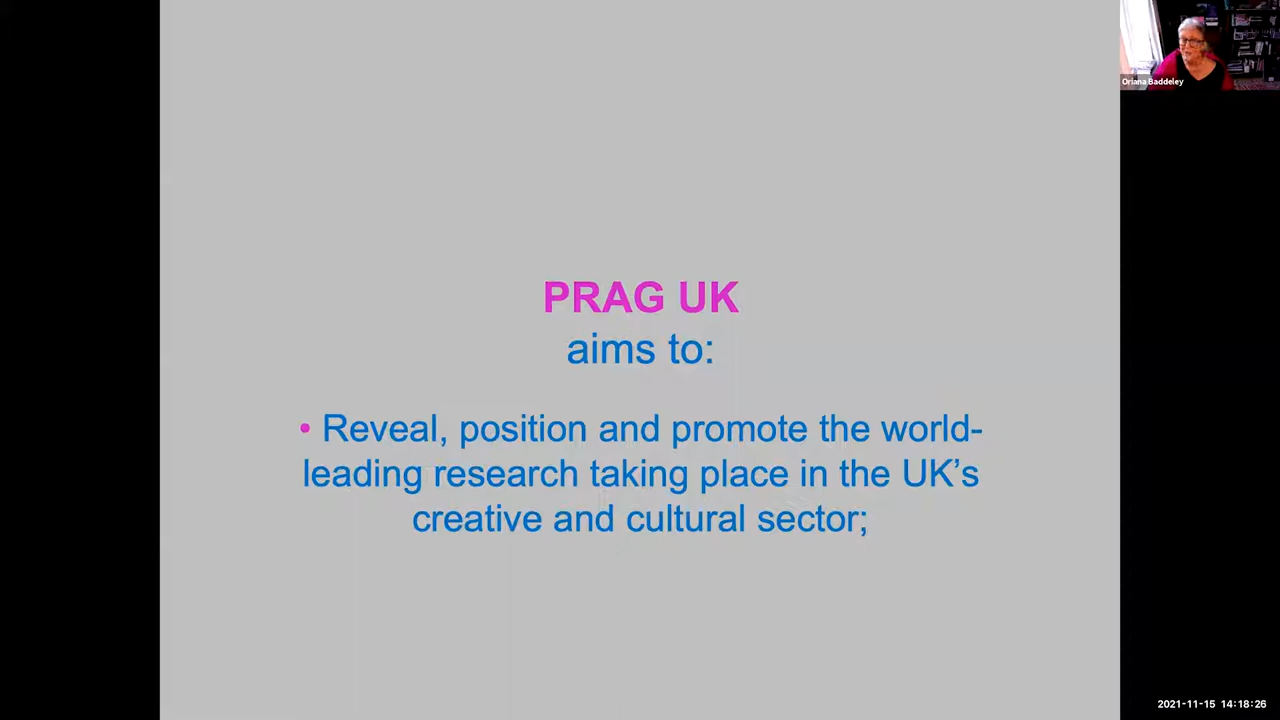 Oriana Baddeley
PRAG UK
aims to:
• Reveal, position and promote the world-
leading research taking place in the UK’s
creative and cultural sector;
2021-11-15 14:18:26